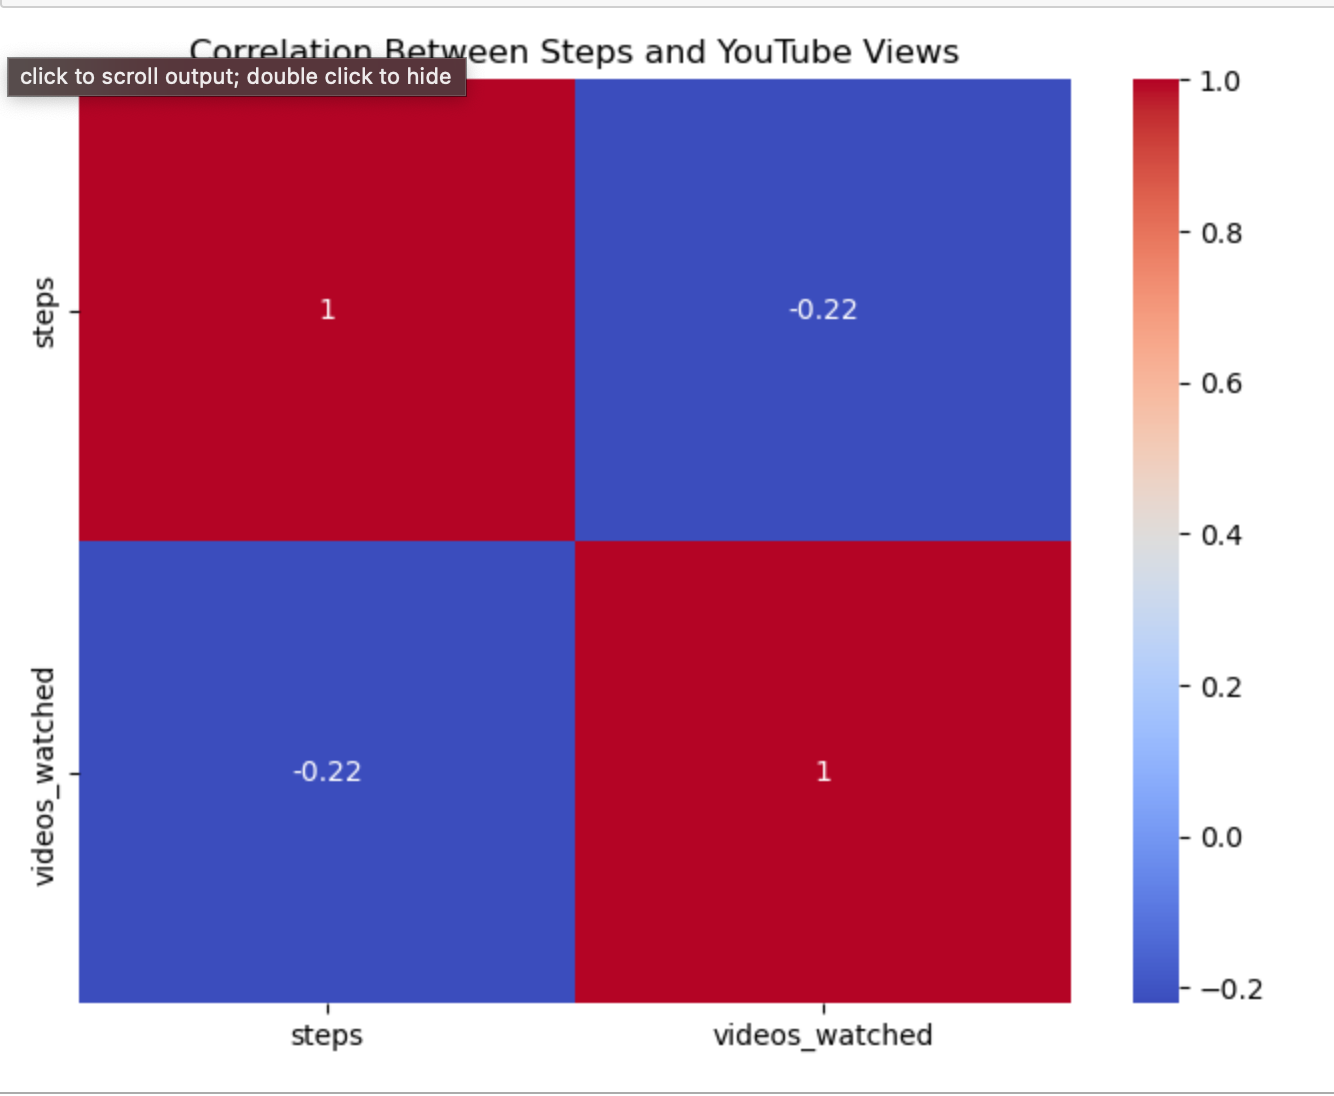 Correlation Between Steps and YouTube Views
click to scroll output; double click to hide
1.0
steps
1
-0.22
0.8
0.6
0.4
videos_watched
-0.22
1
0.2
0.0
−0.2
steps
videos_watched